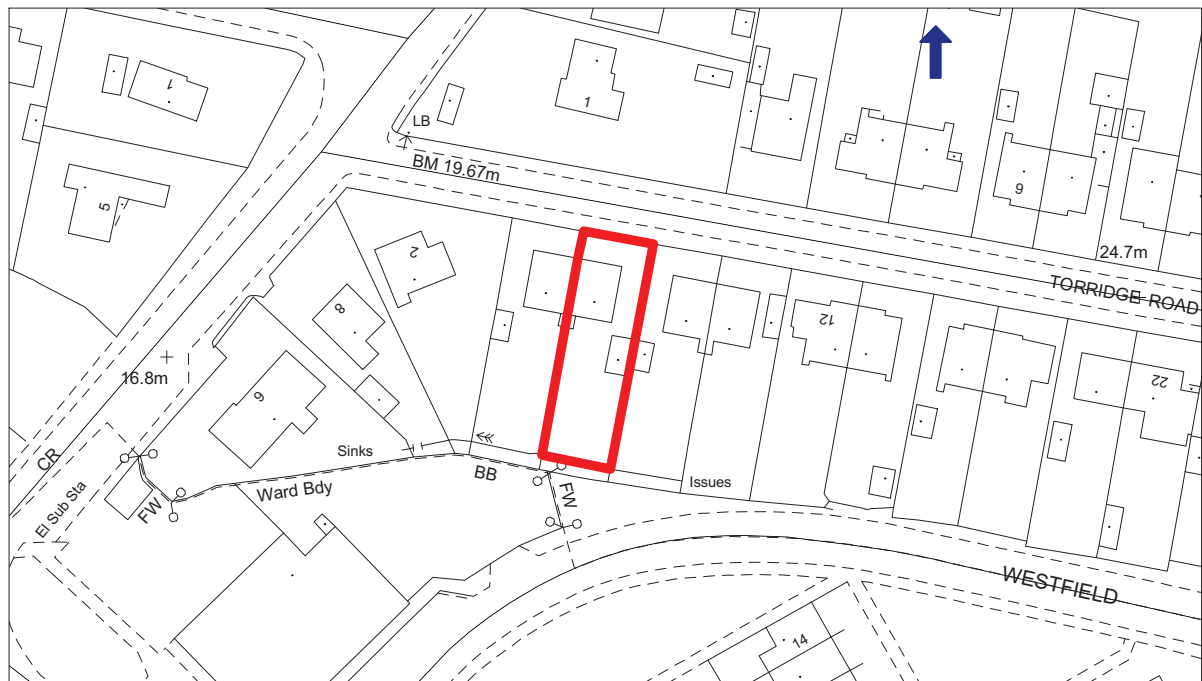 1
LB
1
BM 19.67m
5
9
24.7m
TORRIDGE ROAD
2
8
12
16.8m
22
6
Sinks
CR
BB
Issues
Ward Bdy
FW
FW
El Sub Sta
WESTFIELD
14